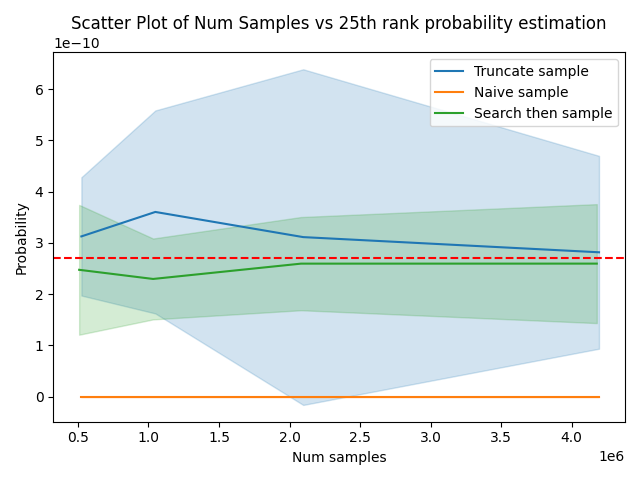 Scatter Plot of Num Samples vs 25th rank probability estimation
1e−10
Truncate sample
Naive sample
Search then sample
6
5
4
3
2
1
0
Probability
0.5 1.0 1.5 2.0 2.5 3.0 3.5 4.0
Num samples
1e6